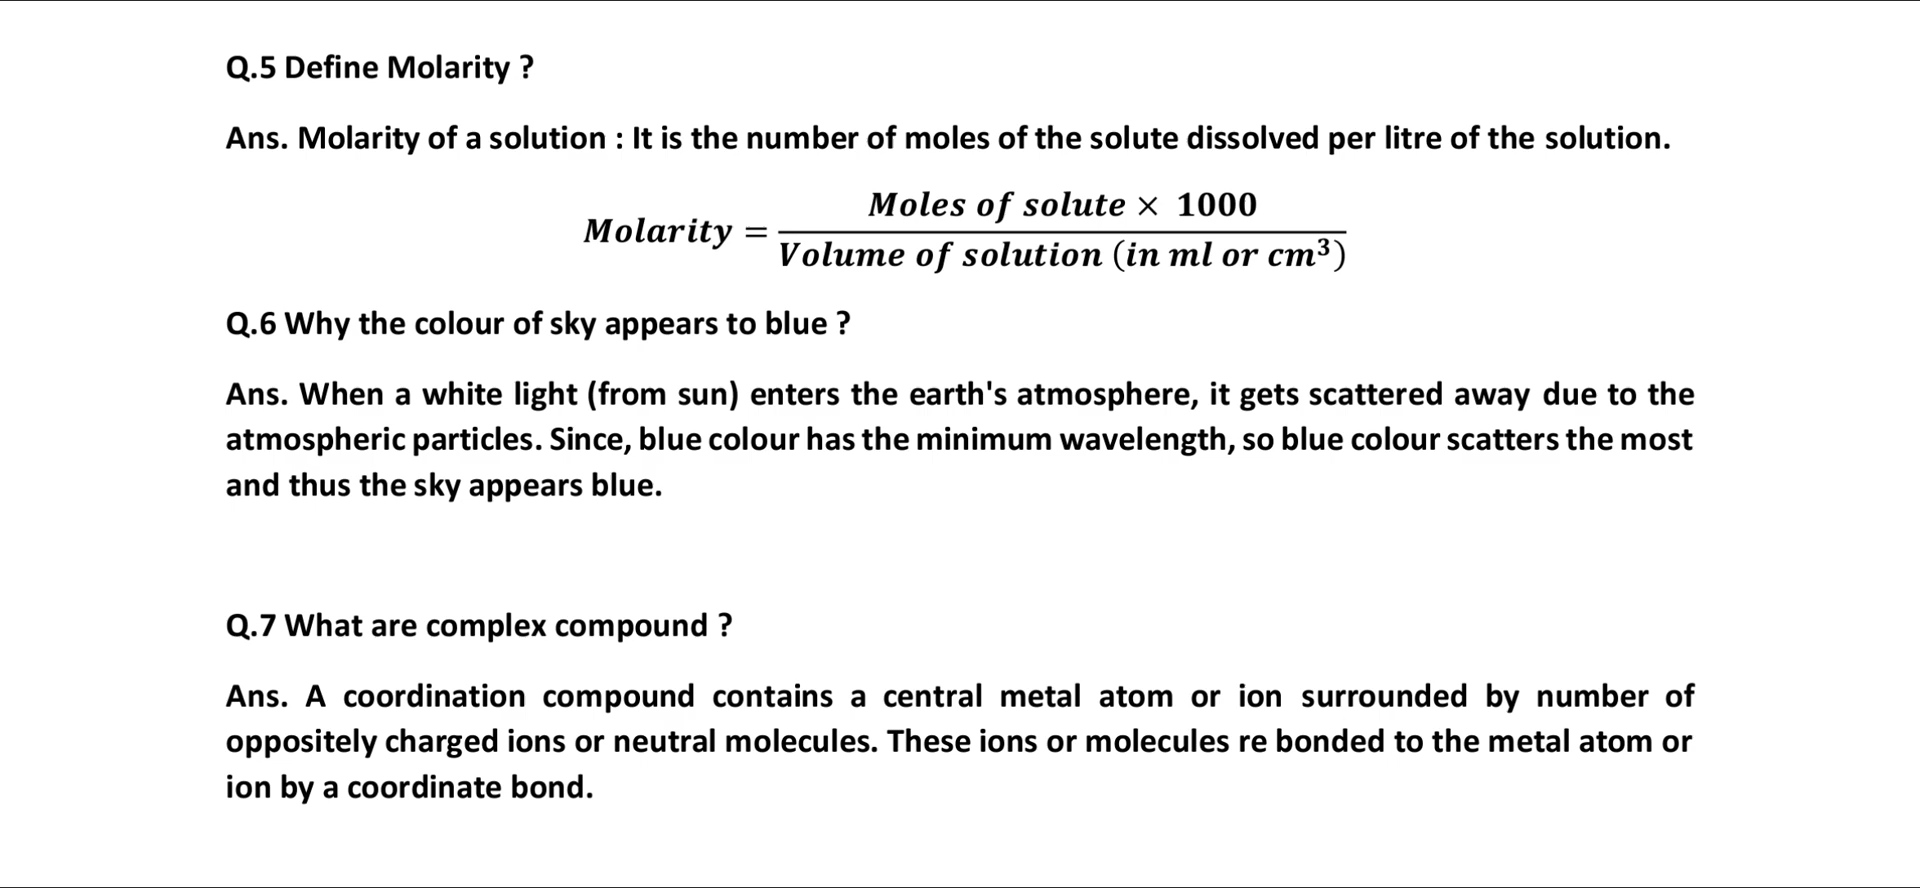 Q.5 Define Molarity ?
Ans. Molarity of a solution : It is the number of moles of the solute dissolved per litre of the solution.
Molarity = Moles of solute × 1000 / Volume of solution (in ml or cm³)
Q.6 Why the colour of sky appears to blue ?
Ans. When a white light (from sun) enters the earth's atmosphere, it gets scattered away due to the
atmospheric particles. Since, blue colour has the minimum wavelength, so blue colour scatters the most
and thus the sky appears blue.
Q.7 What are complex compound ?
Ans. A coordination compound contains a central metal atom or ion surrounded by number of
oppositely charged ions or neutral molecules. These ions or molecules re bonded to the metal atom or
ion by a coordinate bond.